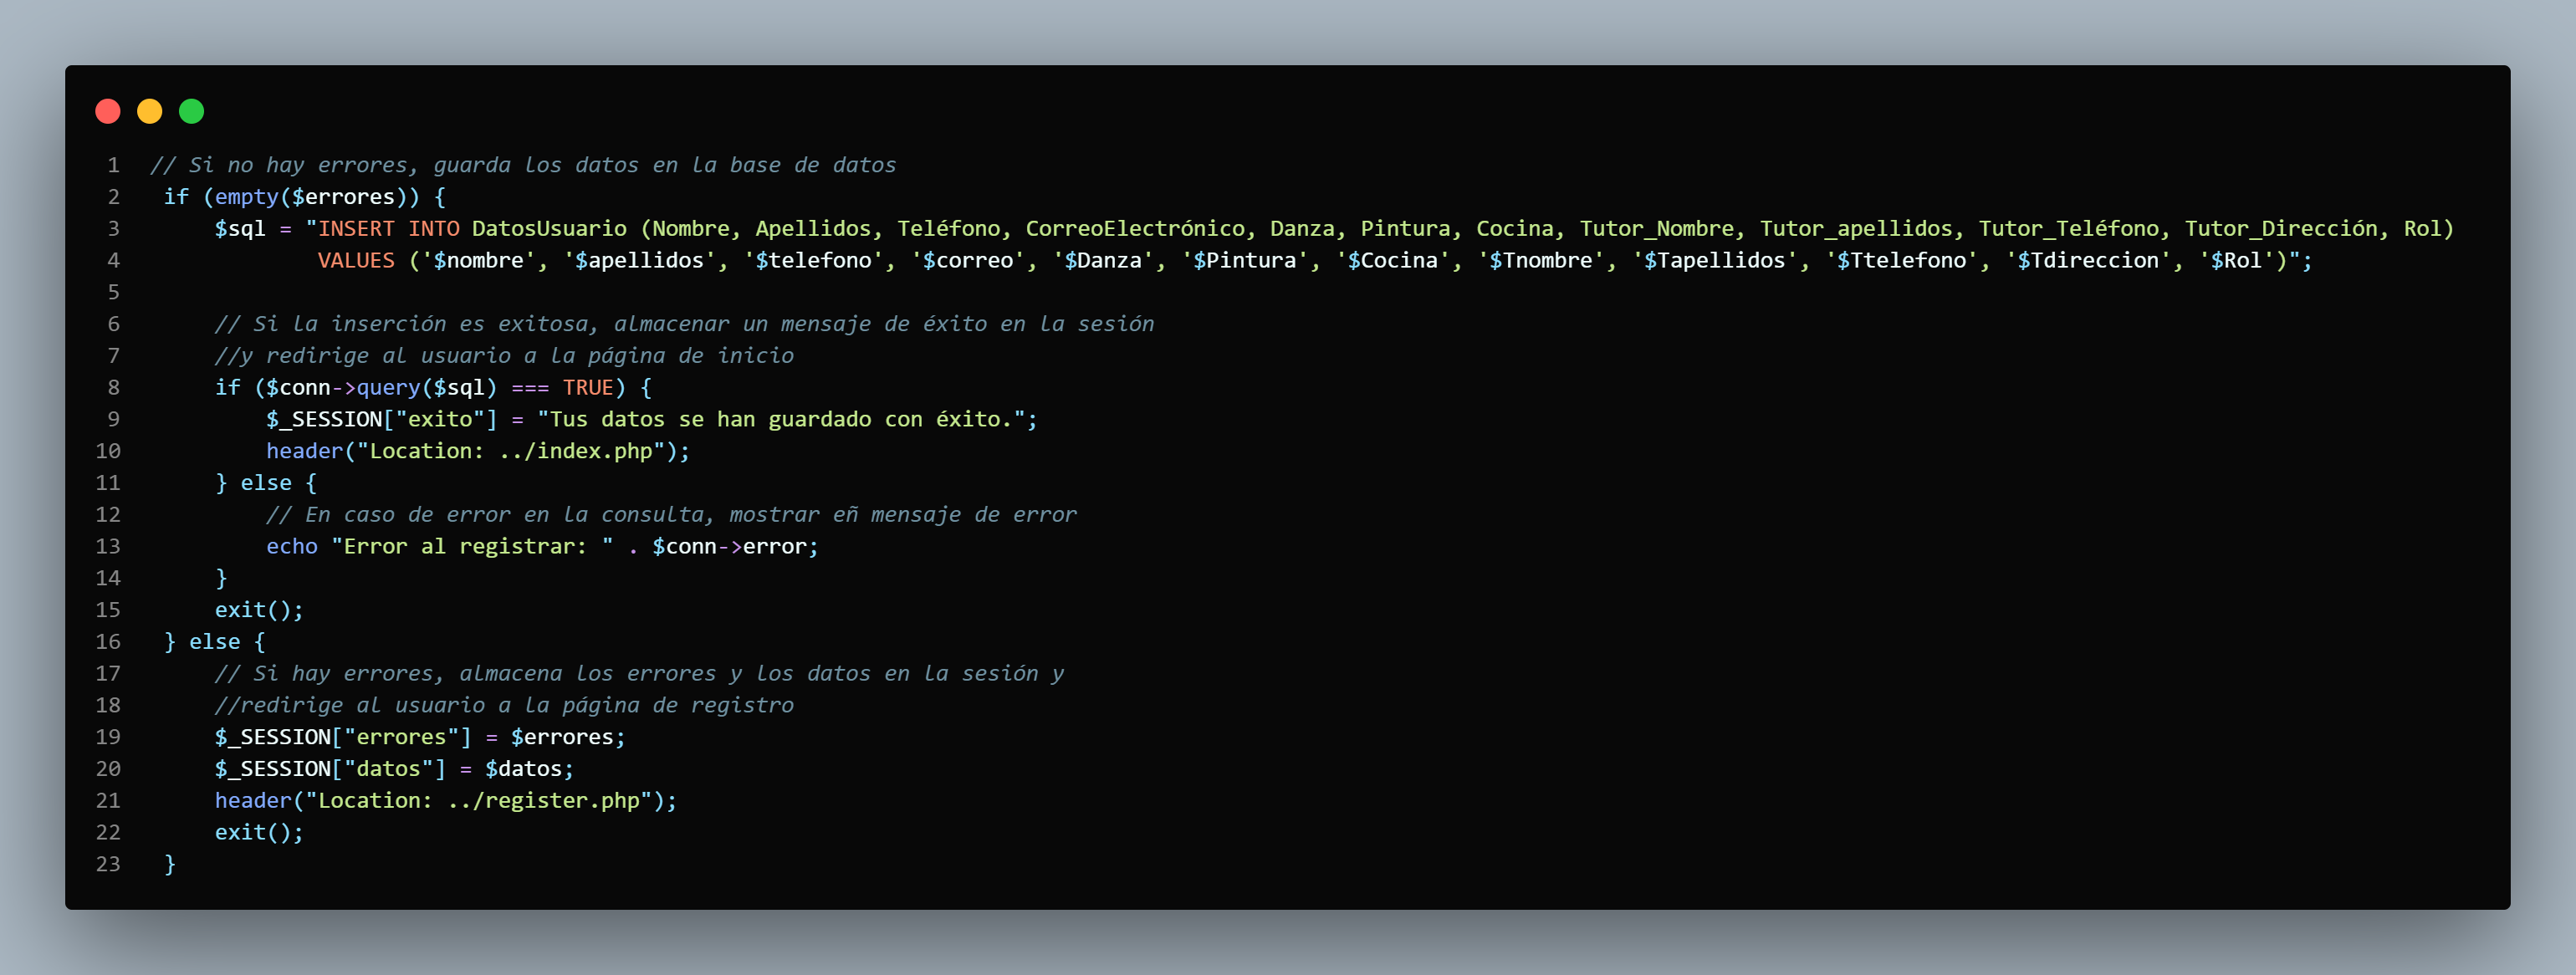 1 // Si no hay errores, guarda los datos en la base de datos
2 if (empty($errores)) {
3 $sql = "INSERT INTO DatosUsuario (Nombre, Apellidos, Teléfono, CorreoElectrónico, Danza, Pintura, Cocina, Tutor_Nombre, Tutor_apellidos, Tutor_Teléfono, Tutor_Dirección, Rol)
4 VALUES ('$nombre', '$apellidos', '$telefono', '$correo', '$Danza', '$Pintura', '$Cocina', '$Tnombre', '$Tapellidos', '$Ttelefono', '$Tdireccion', '$Rol')";
5
6 // Si la inserción es exitosa, almacenar un mensaje de éxito en la sesión
7 //y redirige al usuario a la página de inicio
8 if ($conn->query($sql) === TRUE) {
9 $_SESSION["exito"] = "Tus datos se han guardado con éxito.";
10 header("Location: ../index.php");
11 } else {
12 // En caso de error en la consulta, mostrar eñ mensaje de error
13 echo "Error al registrar: " . $conn->error;
14 }
15 exit();
16 } else {
17 // Si hay errores, almacena los errores y los datos en la sesión y
18 //redirige al usuario a la página de registro
19 $_SESSION["errores"] = $errores;
20 $_SESSION["datos"] = $datos;
21 header("Location: ../register.php");
22 exit();
23 }